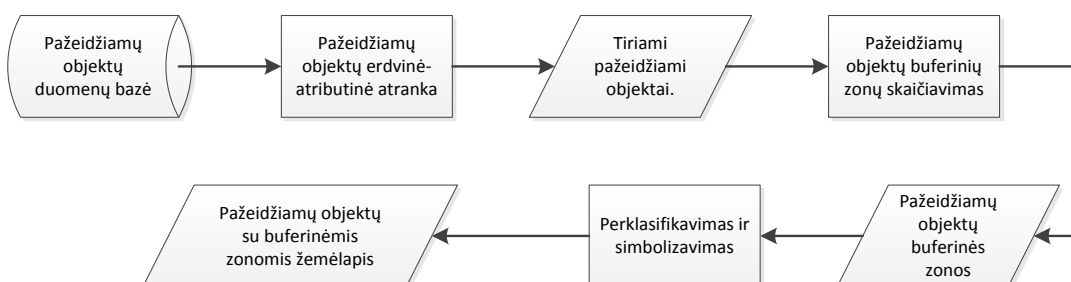 Pažeidžiamų
objektų
duomenų bazė
Pažeidžiamų
objektų erdvinė-
atributinė atranka
Tiriami
pažeidžiami
objektai.
Pažeidžiamų
objektų buferinių
zonų skaičiavimas
Pažeidžiamų
objektų
buferinės
zonos
Perklasifikavimas ir
simbolizavimas
Pažeidžiamų objektų
su buferinėmis
zonomis žemėlapis